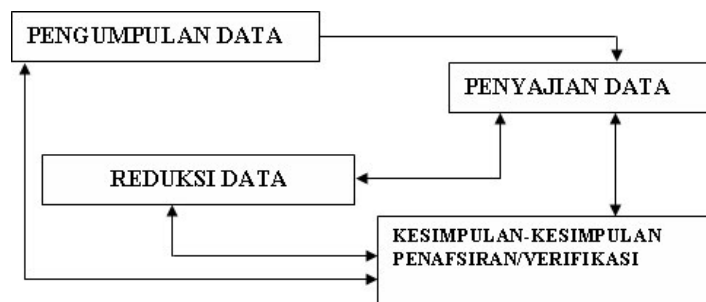 PENGUMPULAN DATA
PENYAJIAN DATA
REDUKSI DATA
KESIMPULAN-KESIMPULAN
PENAFSIRAN/VERIFIKASI